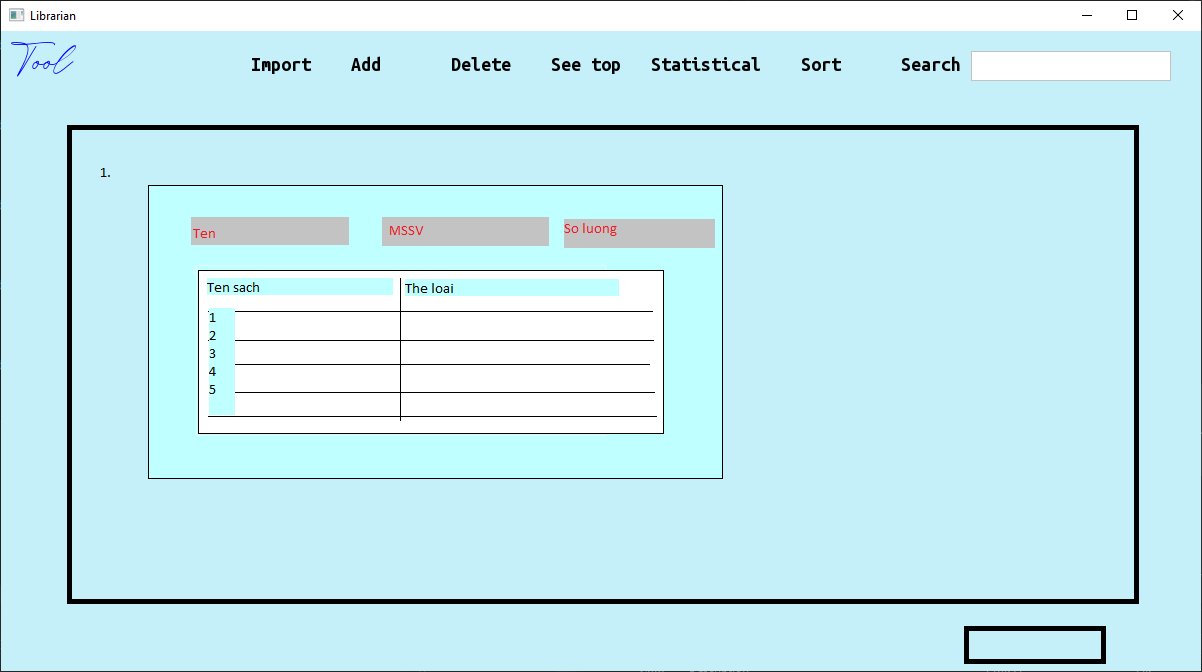 Librarian
Tool Import Add Delete See top Statistical Sort Search
1.
Ten MSSV So luong
Ten sach The loai
1
2
3
4
5